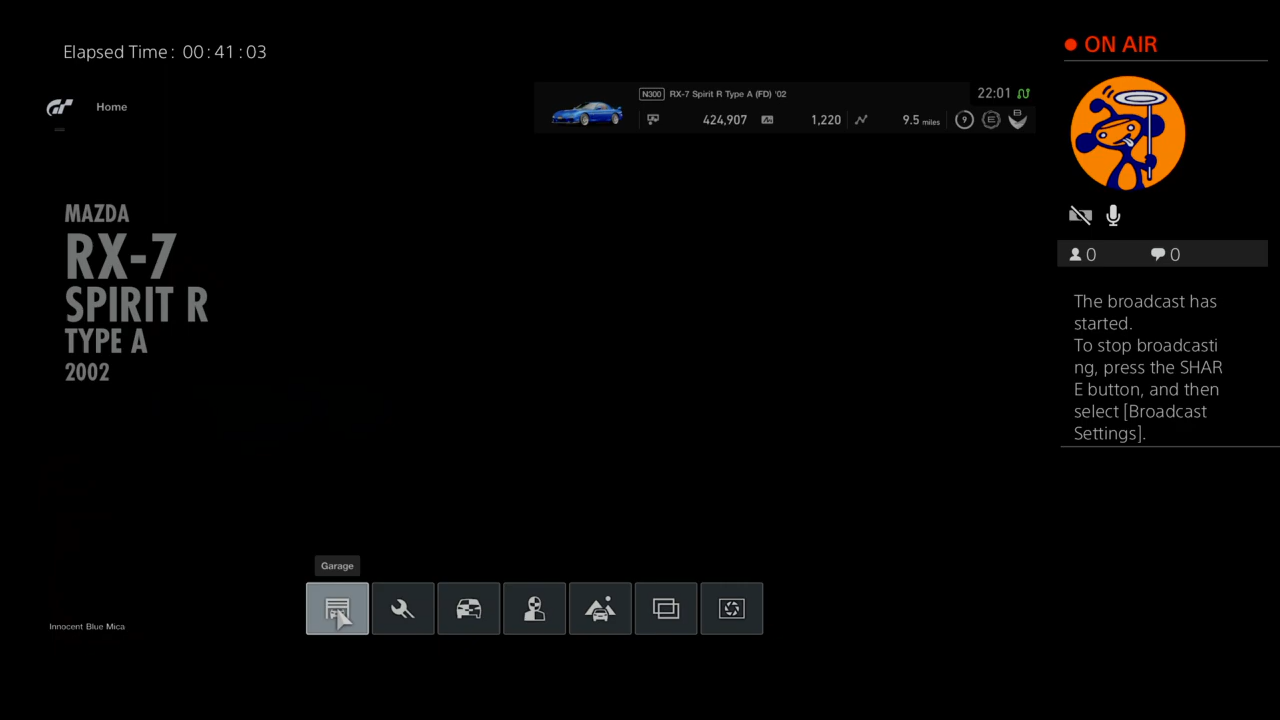 Elapsed Time: 00:41:03
ON AIR
Home
N300 RX-7 Spirit R Type A (FD) '02
22:01
424,907 1,220 9.5 miles 9 E B
MAZDA
RX-7
SPIRIT R
TYPE A
2002
0 0
The broadcast has
started.
To stop broadcasti
ng, press the SHAR
E button, and then
select [Broadcast
Settings].
Garage
Innocent Blue Mica